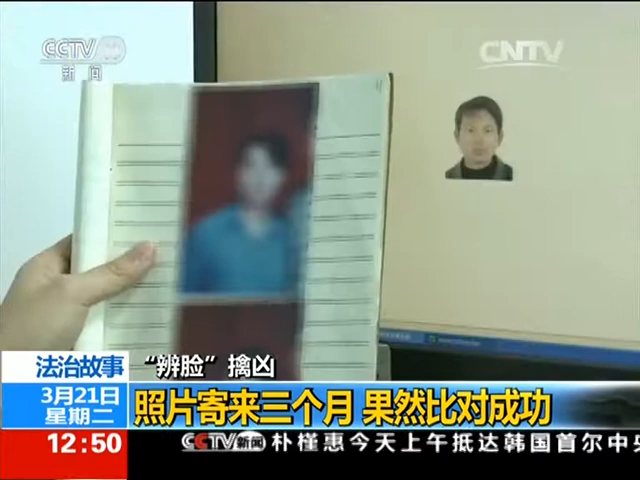 CCTV 13
新闻
CNTV
法治故事
"辨脸"擒凶
3月21日
星期二
照片寄来三个月 果然比对成功
12:50
CCTV新闻 朴槿惠今天上午抵达韩国首尔中央